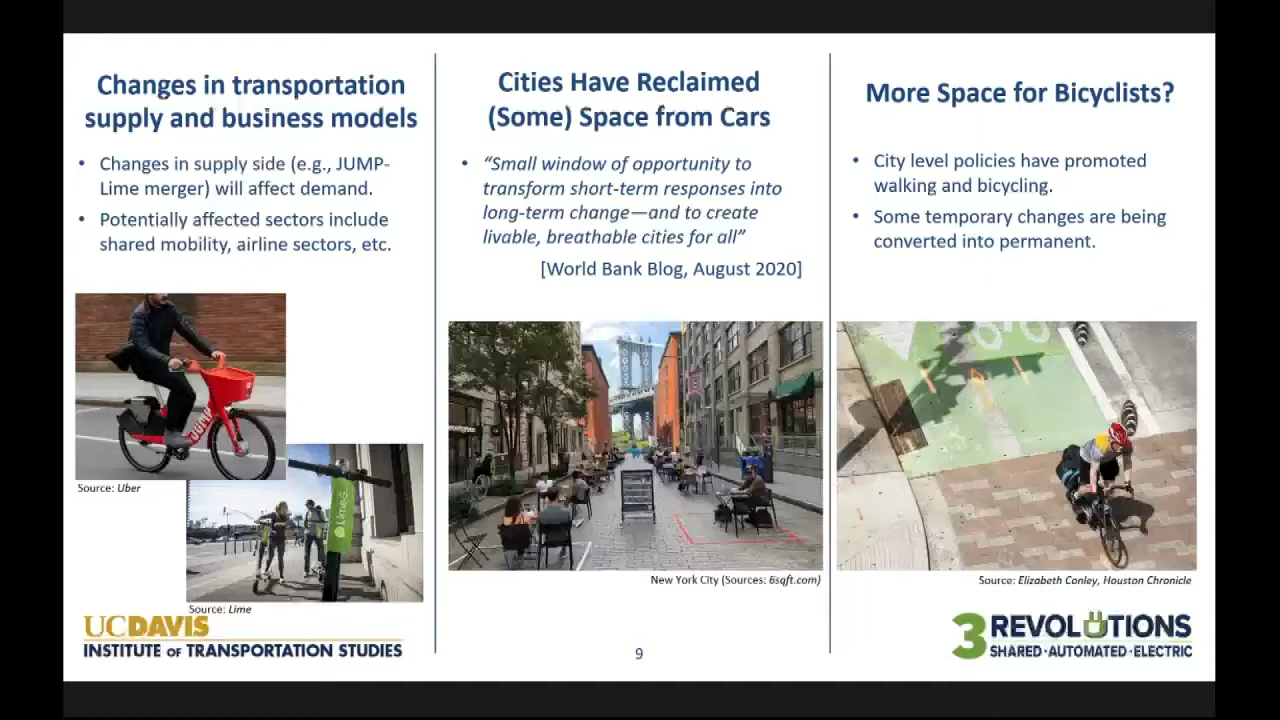 Changes in transportation
supply and business models
• Changes in supply side (e.g., JUMP-
Lime merger) will affect demand.
• Potentially affected sectors include
shared mobility, airline sectors, etc.
Source: Uber
Lime
Source: Lime
Cities Have Reclaimed
(Some) Space from Cars
• “Small window of opportunity to
transform short-term responses into
long-term change—and to create
livable, breathable cities for all”
[World Bank Blog, August 2020]
New York City (Sources: 6sqft.com)
More Space for Bicyclists?
• City level policies have promoted
walking and bicycling.
• Some temporary changes are being
converted into permanent.
Source: Elizabeth Conley, Houston Chronicle
UCDAVIS
INSTITUTE OF TRANSPORTATION STUDIES
9
3 REVOLUTIONS
SHARED·AUTOMATED·ELECTRIC